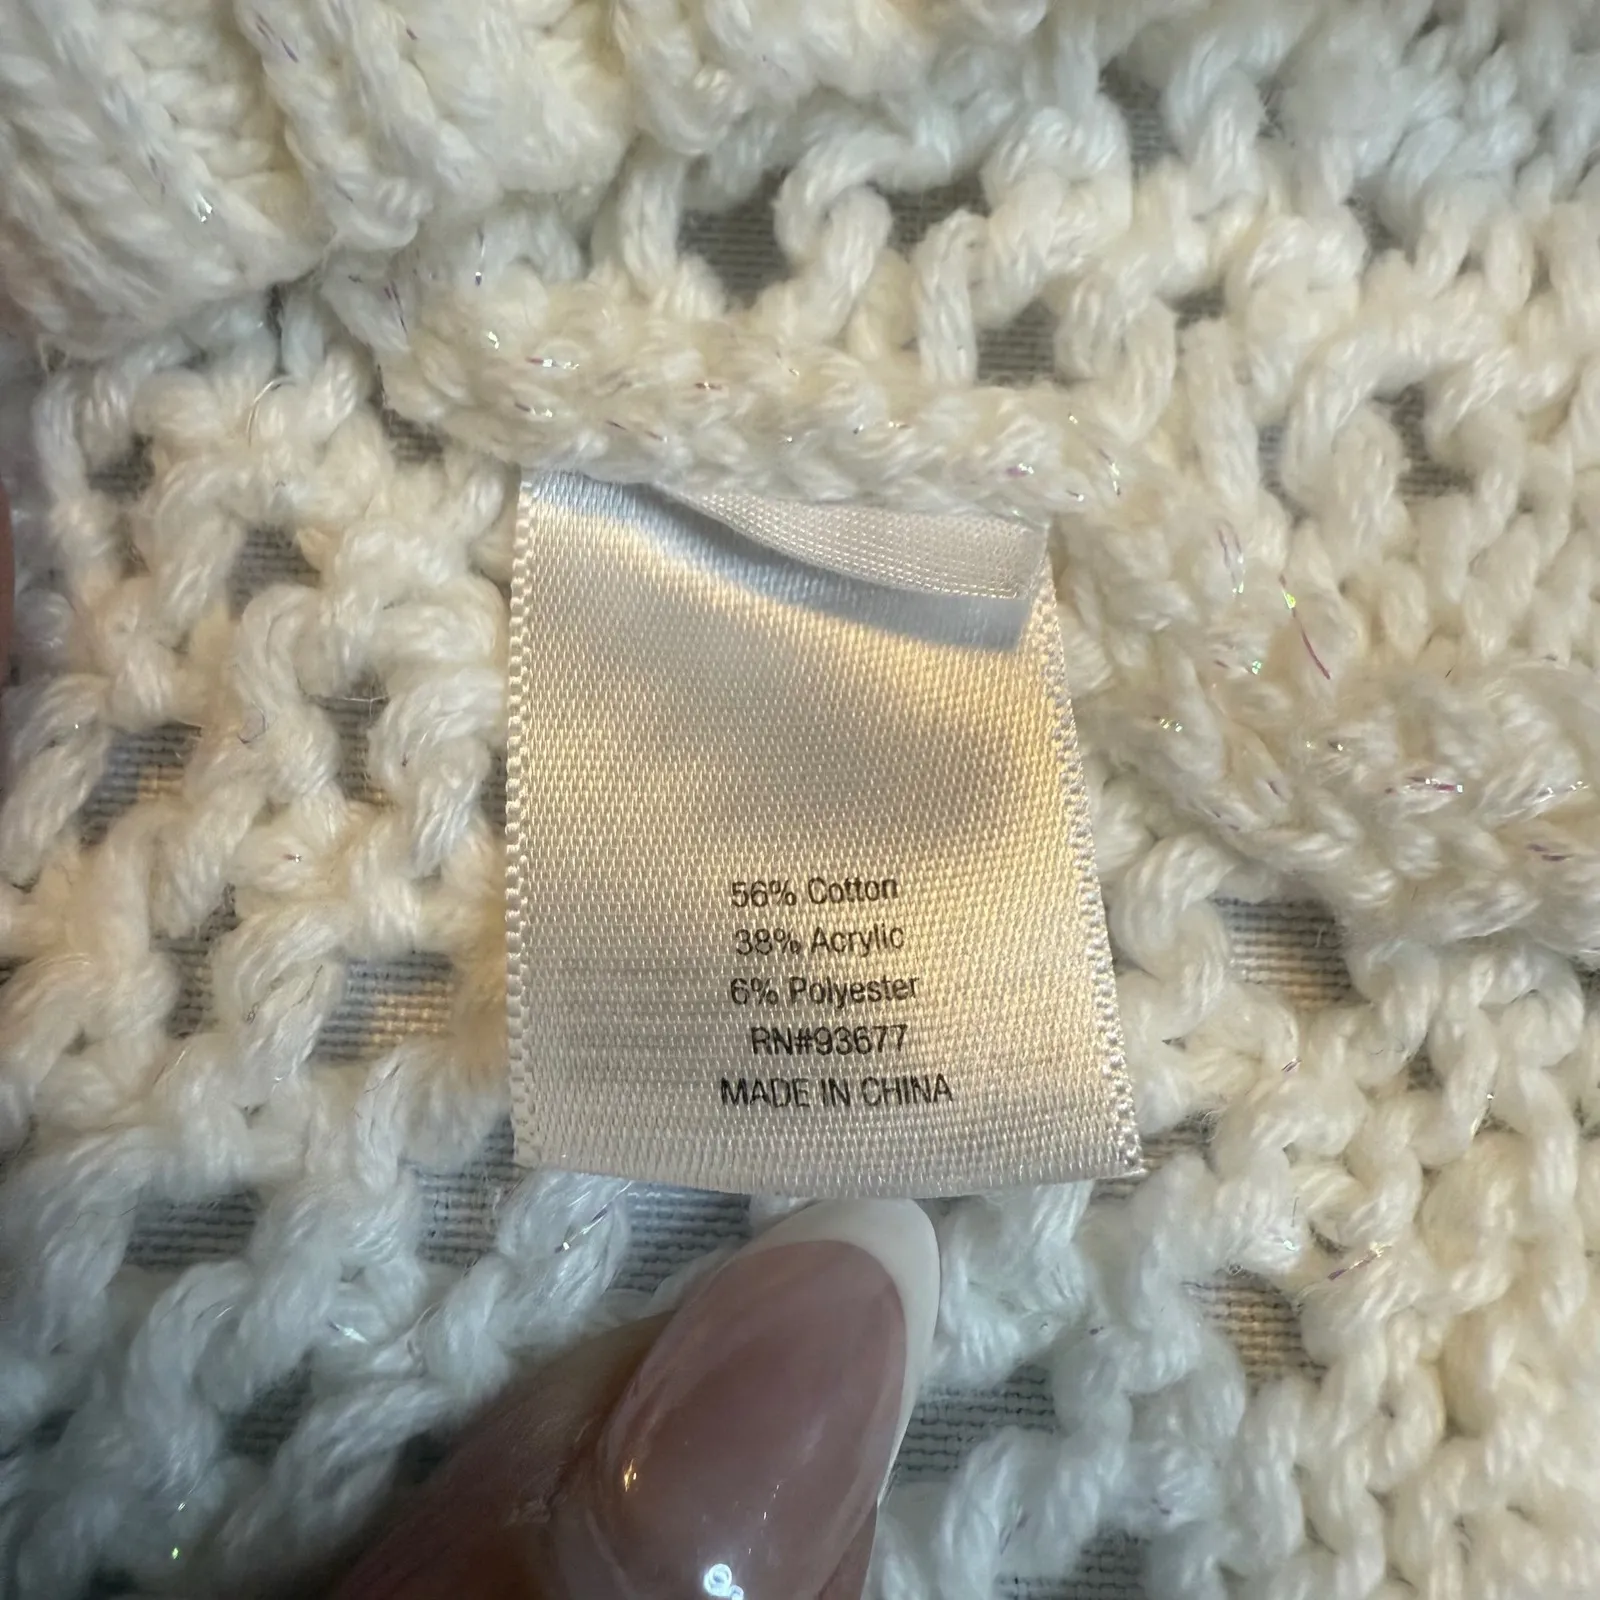 56% Cotton
38% Acrylic
6% Polyester
RN#93677
MADE IN CHINA